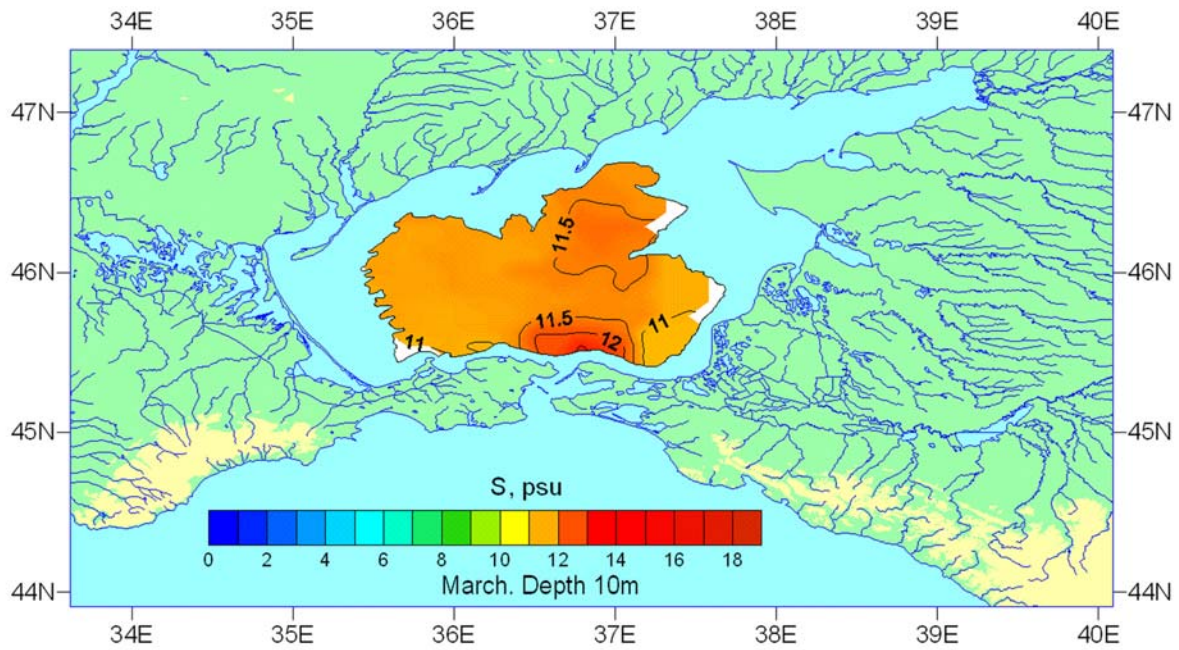 34E 35E 36E 37E 38E 39E 40E
47N 47N
11.5
46N 46N
11.5 11
11 12
45N 45N
S, psu
0 2 4 6 8 10 12 14 16 18
March. Depth 10m
44N 44N
34E 35E 36E 37E 38E 39E 40E